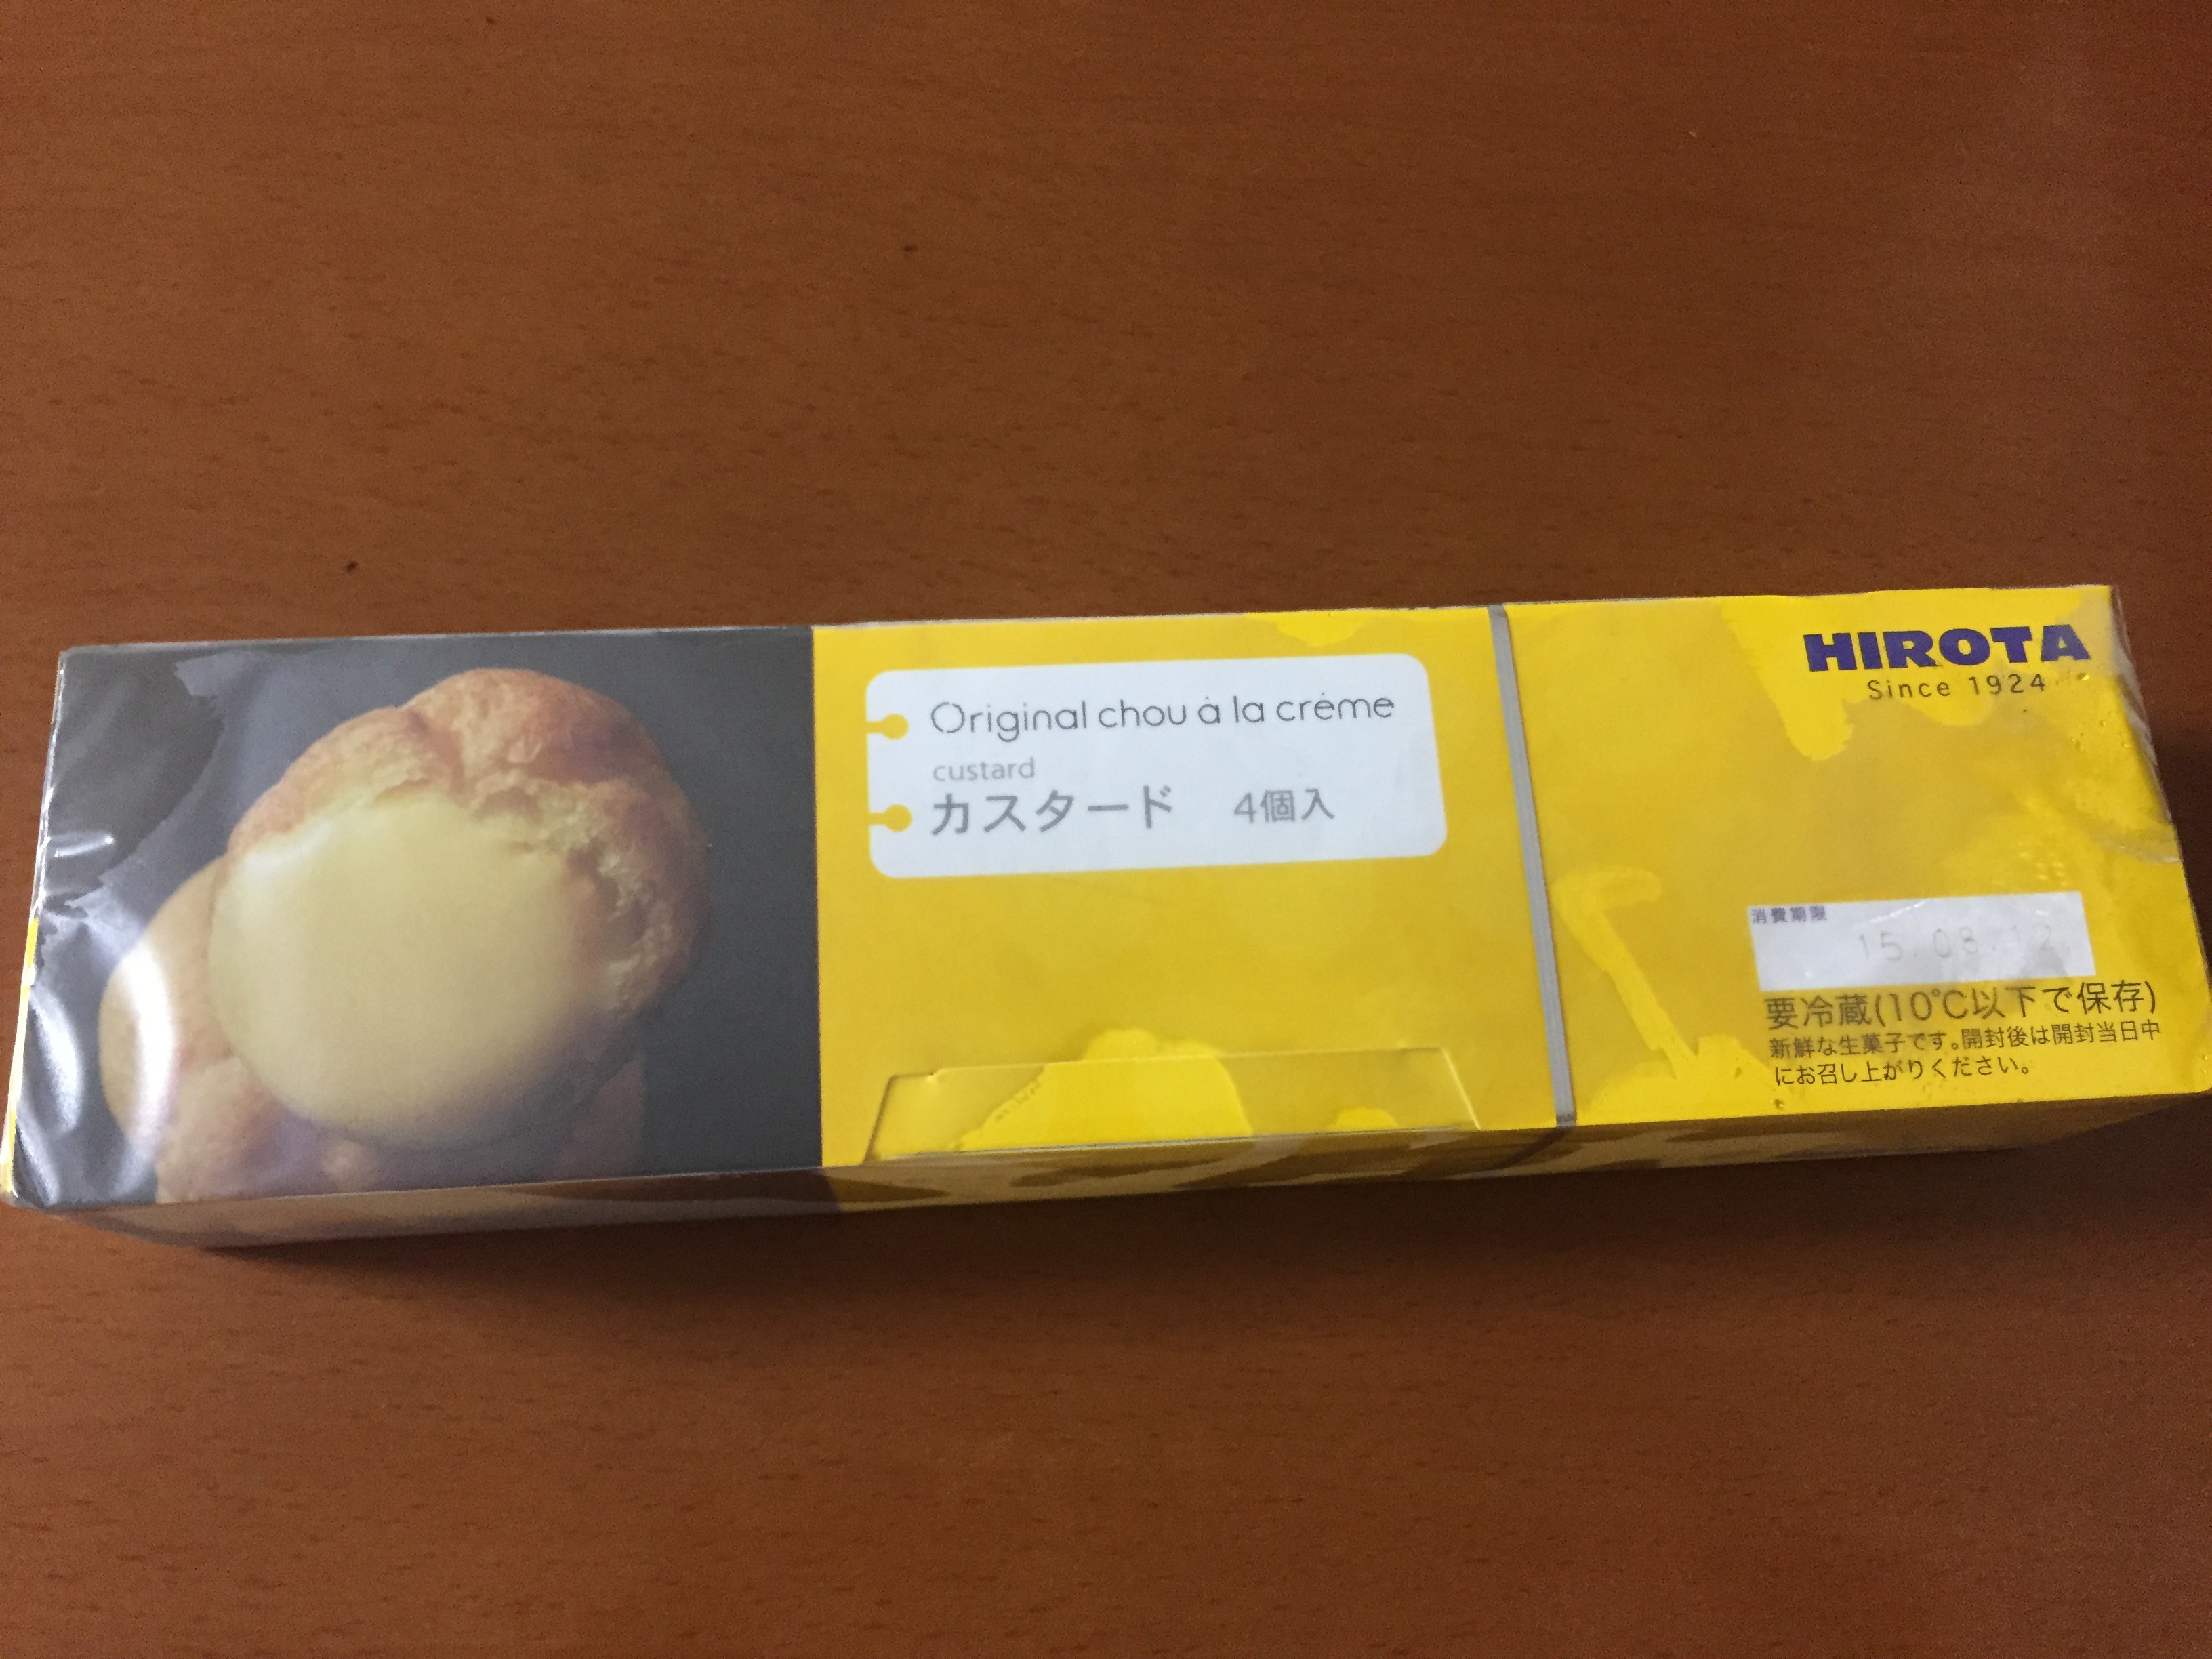 Original chou à la crème
custard
カスタード 4個入
HIROTA
Since 1924
消費期限
15.08.12
要冷蔵(10℃以下で保存)
新鮮な生菓子です。開封後は開封当日中
にお召し上がりください。